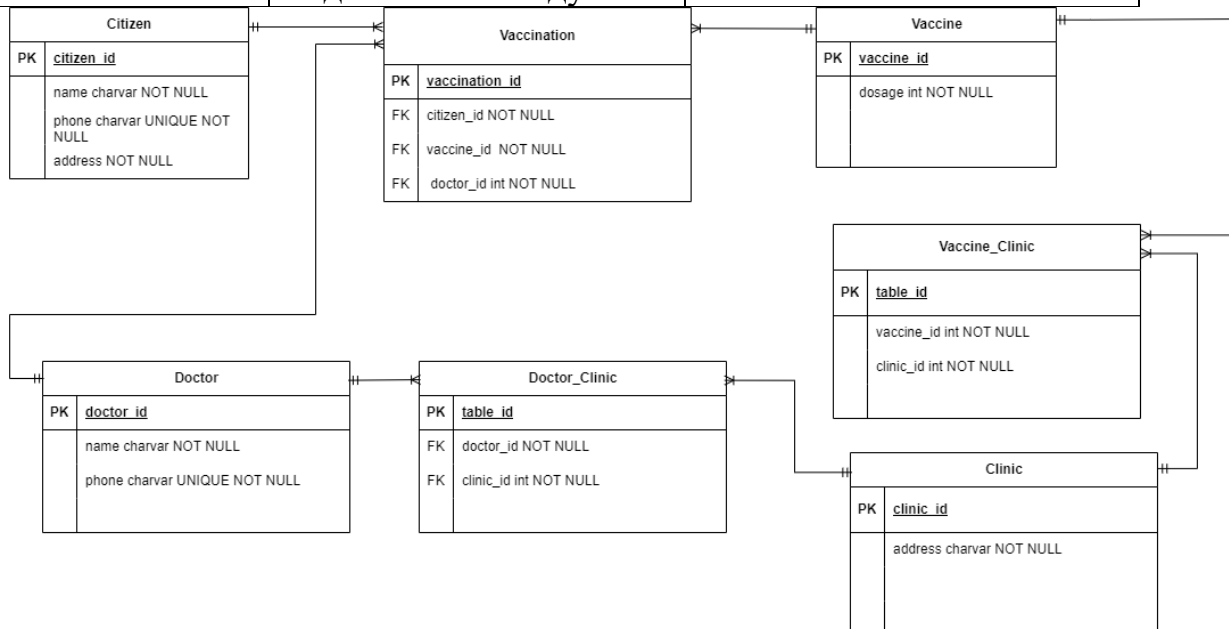 Citizen
PK citizen_id
name charvar NOT NULL
phone charvar UNIQUE NOT
NULL
address NOT NULL
Vaccination
PK vaccination_id
FK citizen_id NOT NULL
FK vaccine_id NOT NULL
FK doctor_id int NOT NULL
Vaccine
PK vaccine_id
dosage int NOT NULL
Vaccine_Clinic
PK table_id
vaccine_id int NOT NULL
clinic_id int NOT NULL
Doctor
PK doctor_id
name charvar NOT NULL
phone charvar UNIQUE NOT NULL
Doctor_Clinic
PK table_id
FK doctor_id NOT NULL
FK clinic_id int NOT NULL
Clinic
PK clinic_id
address charvar NOT NULL